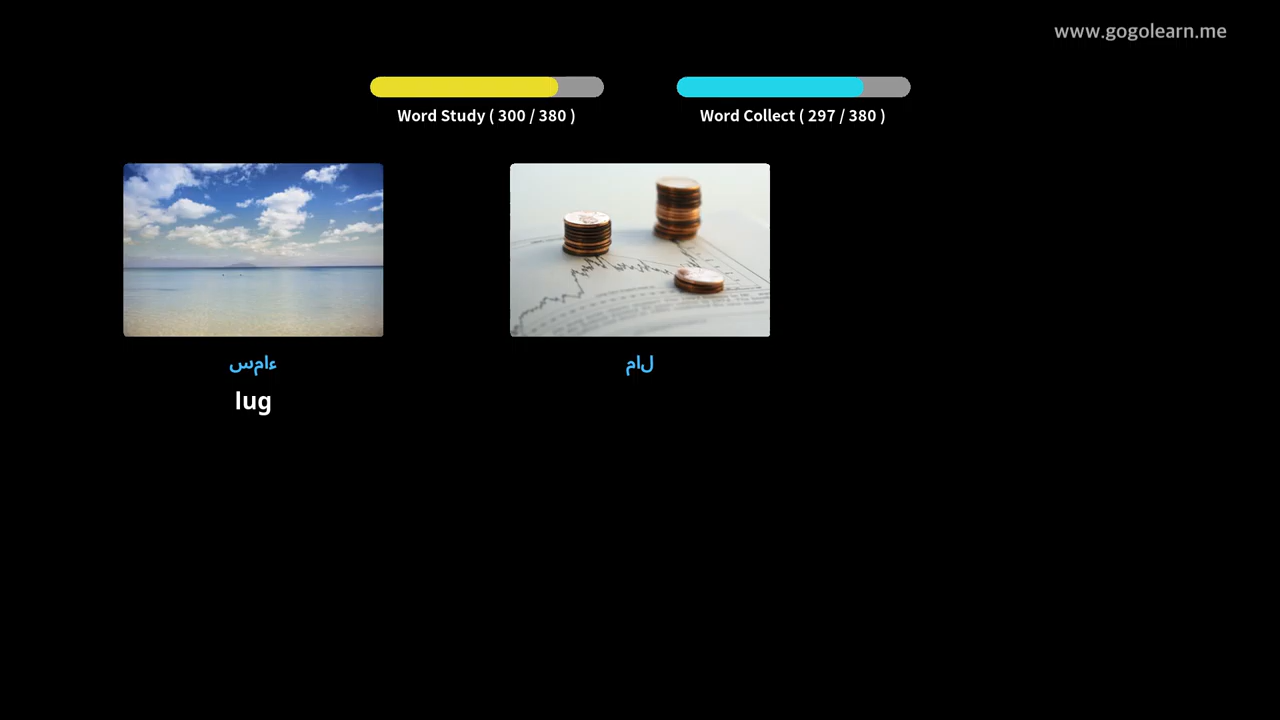 www.gogolearn.me
Word Study ( 300 / 380 )
Word Collect ( 297 / 380 )
ءامس
لام
lug